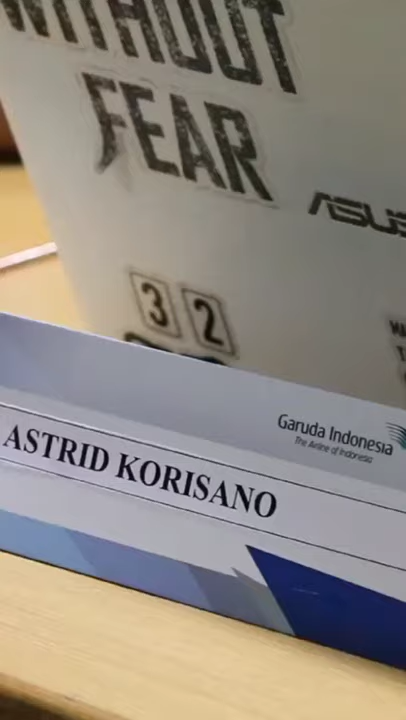 WITHOUT
FEAR
ASUS
32
Garuda Indonesia
The Airline of Indonesia
ASTRID KORISANO